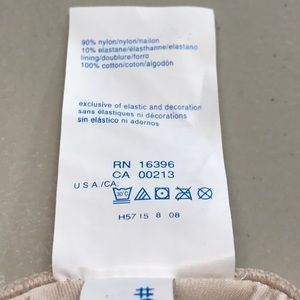 90% nylon/nylon/nailon
10% elastane/élasthanne/elastano
lining/doublure/forro
100% cotton/coton/algodón
exclusive of elastic and decoration
sans élastiques ni décorations
sin elástico ni adornos
RN 16396
CA 00213
U S A./CA:
30°C
H57 15 8 08
#